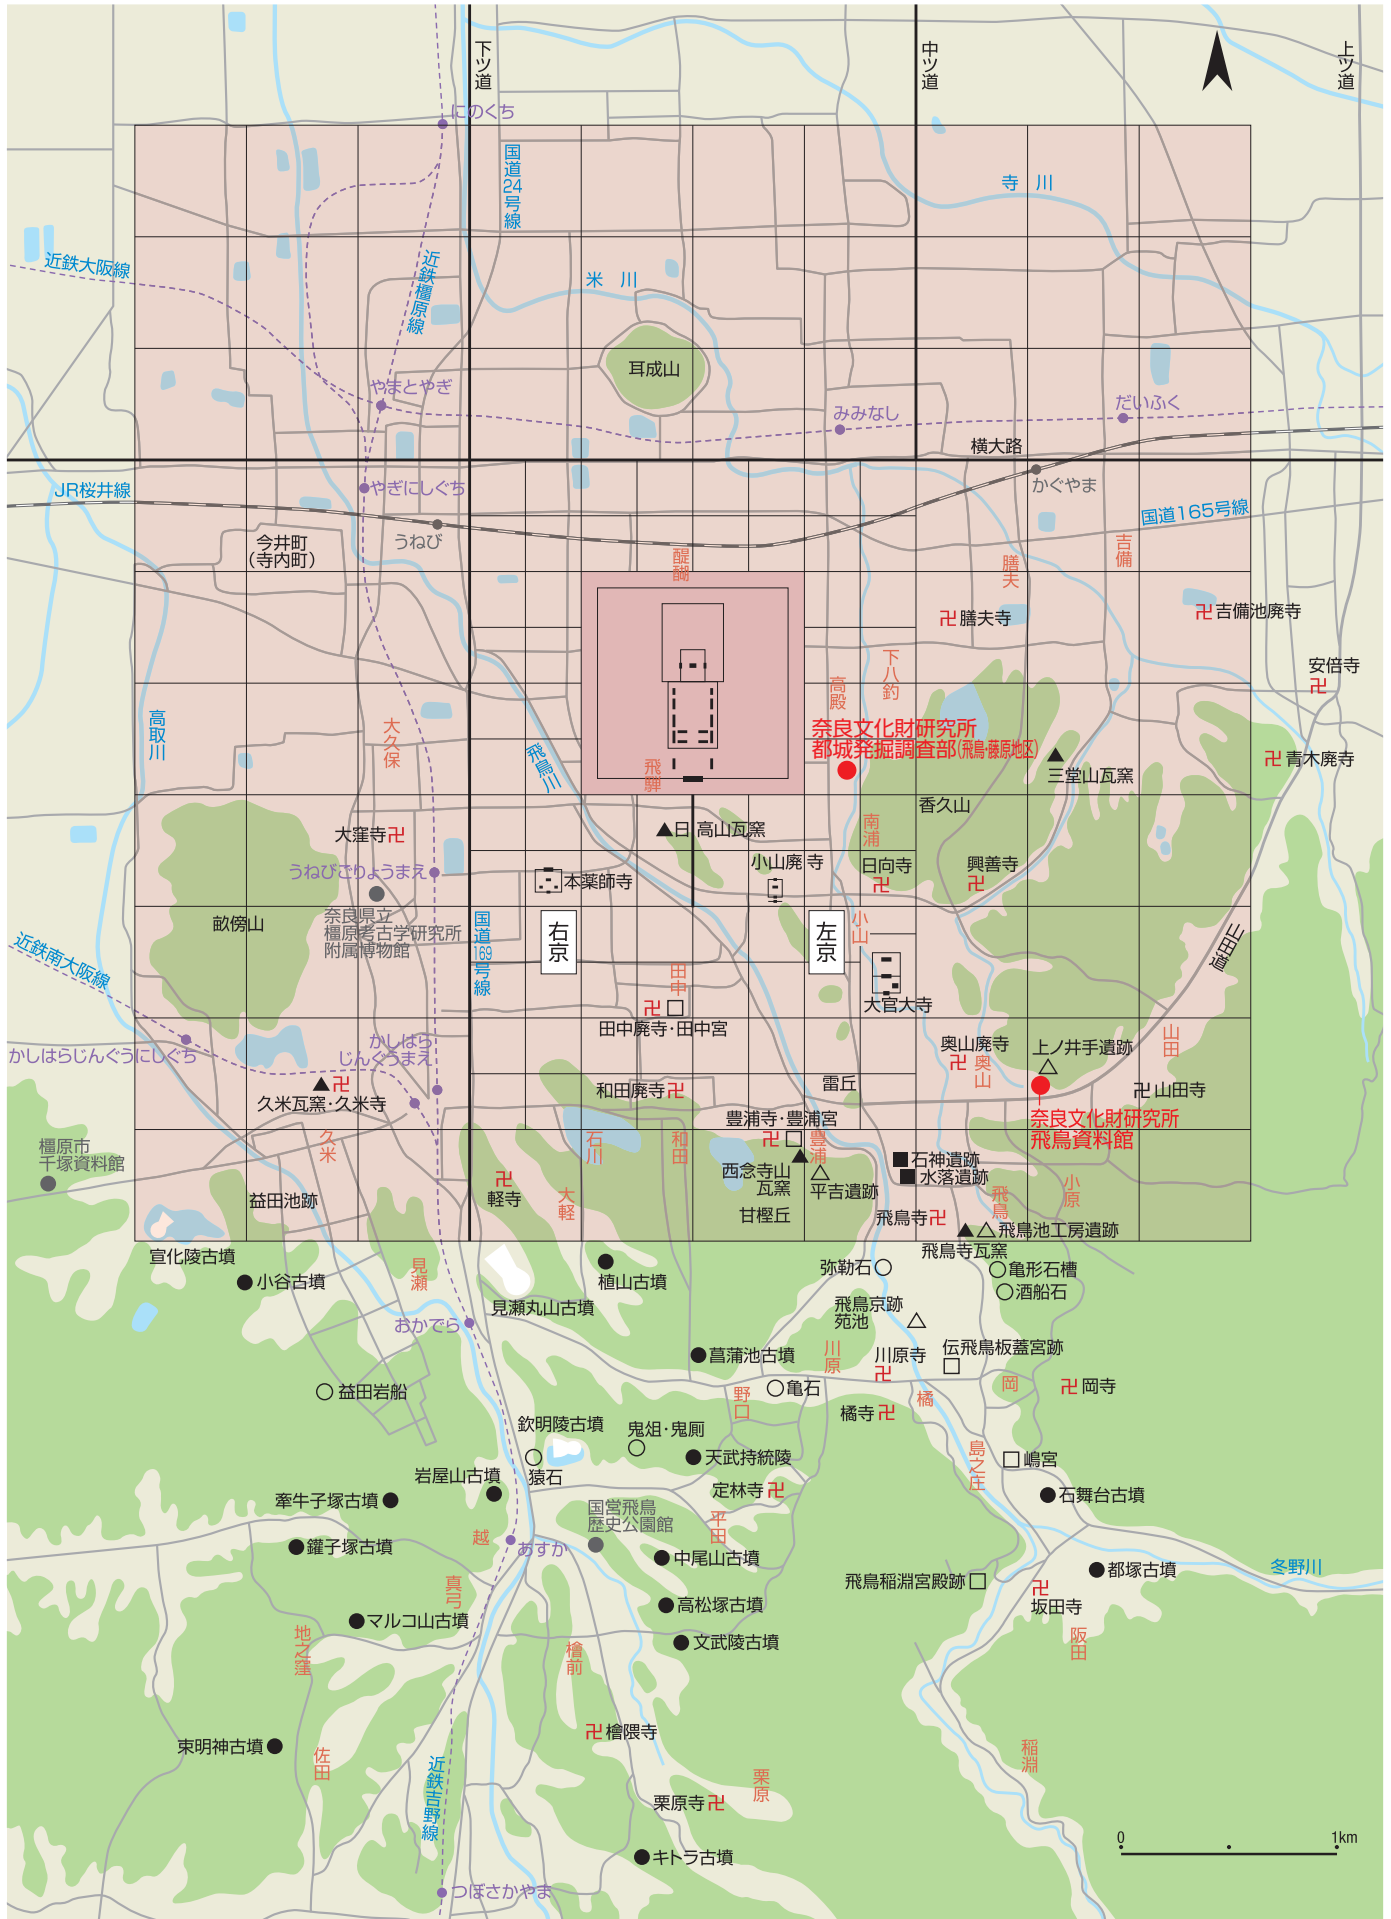 下ツ道
中ツ道
上ツ道
にのくち
国道24号線
寺川
近鉄大阪線
近鉄橿原線
米川
耳成山
やまとやぎ
みみなし
だいふく
横大路
かぐやま
JR桜井線
やぎにしぐち
国道165号線
うねび
今井町
(寺内町)
醍醐
膳夫
吉備
卍膳夫寺
卍吉備池廃寺
安倍寺
卍
下八釣
高殿
高取川
大久保
飛鳥川
飛騨
奈良文化財研究所
都城発掘調査部(飛鳥・藤原地区)
三堂山瓦窯
卍青木廃寺
香久山
南浦
大窪寺卍
日高山瓦窯
小山廃寺
日向寺
卍
興善寺
卍
うねびごりょうまえ
本薬師寺
奈良県立
橿原考古学研究所
附属博物館
畝傍山
国道169号線
右京
左京
小山
山田道
近鉄南大阪線
田中
卍
田中廃寺・田中宮
大官大寺
かしはらじんぐうにしぐち
かしはら
じんぐうまえ
奥山廃寺
卍
奥山
上ノ井手遺跡
山田
卍
久米瓦窯・久米寺
和田廃寺卍
雷丘
卍山田寺
豊浦寺・豊浦宮
卍
奈良文化財研究所
飛鳥資料館
橿原市
千塚資料館
久米
石川
和田
豊浦
石神遺跡
水落遺跡
西念寺山
瓦窯
平吉遺跡
卍
軽寺
大軽
益田池跡
甘樫丘
飛鳥寺卍
飛鳥
小原
飛鳥池工房遺跡
飛鳥寺瓦窯
宣化陵古墳
小谷古墳
見瀬
植山古墳
弥勒石
亀形石槽
酒船石
見瀬丸山古墳
飛鳥京跡
苑池
おかでら
菖蒲池古墳
川原
川原寺
卍
伝飛鳥板蓋宮跡
益田岩船
野口
亀石
岡
卍岡寺
橘寺卍
橘
欽明陵古墳
鬼俎・鬼厠
島之庄
嶋宮
天武持統陵
岩屋山古墳
猿石
牽牛子塚古墳
定林寺卍
石舞台古墳
国営飛鳥
歴史公園館
平田
越
おすか
鑵子塚古墳
中尾山古墳
都塚古墳
冬野川
飛鳥稲淵宮殿跡
真弓
高松塚古墳
卍
坂田寺
マルコ山古墳
地之窪
檜前
文武陵古墳
阪田
卍檜隈寺
束明神古墳
佐田
稲淵
近鉄吉野線
栗原
栗原寺卍
キトラ古墳
つぼさかやま
0
1km